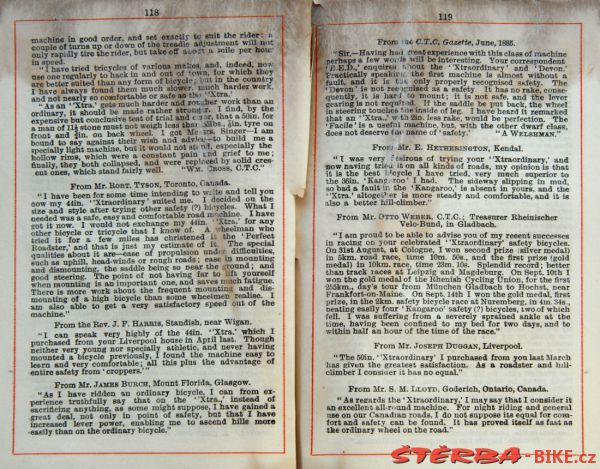 118
machine in good order, and set exactly to suit the rider: a
couple of turns up or down of the treadle adjustment will not
only rapidly tire the rider, but take off about a mile per hour
in speed.
"I have tried tricycles of various makes, and, indeed, now
use one regularly to hack in and out of town, for which they
are better suited than any form of bicycle; but in the country
I have always found them much slower, much harder work,
and not nearly so comfortable or safe as the 'Xtra.'
"As an 'Xtra.' gets much harder and rougher work than an
ordinary, it should be made rather stronger. I find, by the
expensive but conclusive test of trial and error, that a 50in. for
a man of 11½ stone must not weigh less than 55lbs. ⅞in. tyre on
front and 1in. on back wheel. I got Messrs. Singer—I am
bound to say against their wish and advice—to build me a
specially light machine, but it would not stand, especially the
hollow rims, which were a constant pain and grief to me;
finally, they both collapsed, and were replaced by solid cres-
ent ones, which stand fairly well. "WM. CROSS, C.T.C."
From MR. ROBT. TYSON, Toronto, Canada.
"I have been for some time intending to write and tell you
how my 44in. 'Xtraordinary' suited me. I decided on the
size and style after trying other safety (?) bicycles. What I
needed was a safe, easy and comfortable road machine. I have
got it now. I would not exchange my 44in. 'Xtra.' for any
other bicycle or tricycle that I know of. A wheelman who
tried it for a few miles has christened it the 'Perfect
Roadster,' and that is just my estimate of it. The special
qualities about it are—ease of propulsion under difficulties,
such as uphill, head-winds or rough roads; ease in mounting
and dismounting, the saddle being so near the ground; and
good steering. The point of not having far to lift yourself
when mounting is an important one, and saves much fatigue.
There is more work about the frequent mounting and dis-
mounting of a high bicycle than some wheelmen realise. I
am also able to get a very satisfactory speed out of the
machine."
From the REV. J. P. HARRIS, Standish, near Wigan.
"I can speak very highly of the 44in. 'Xtra.' which I
purchased from your Liverpool house in April last. Though
neither very young nor specially athletic, and never having
mounted a bicycle previously, I found the machine easy to
learn and very comfortable; all this plus the advantage of
entire safety from 'croppers.'"
From MR. JAMES BURCH, Mount Florida, Glasgow.
"As I have ridden an ordinary bicycle, I can from ex-
perience truthfully say that on the 'Xtra.,' instead of
sacrificing anything, as some might suppose, I have gained a
great deal, not only in point of safety, but that I have
increased lever power, enabling me to ascend hills more
easily than on the ordinary bicycle."
119
From the C.T.C. Gazette, June, 1885.
"Sir,—Having had great experience with this class of machine
perhaps a few words will be interesting. Your correspondent
'P.E.D.,' enquires about the 'Xtraordinary' and 'Devon.'
Practically speaking, the first machine is almost without a
fault, and it is the only properly recognised safety. The
'Devon' is not recognised as a safety. It has no rake, conse-
quently, it is hard to mount; it is not safe, and the lever
gearing is not required. If the saddle be put back, the wheel
in steering touches the inside of leg. I have heard it remarked
that an 'Xtra.,' with 2in. less rake, would be perfection. The
'Facile' is a useful machine, but, with the other dwarf class,
does not deserve the name of 'safety.' "A WELSHMAN."
From MR. E. HETHERINGTON, Kendal.
"I was very desirous of trying your 'Xtraordinary,' and
now having tried it on all kinds of roads, my opinion is that
it is the best bicycle I have tried, very much superior to
the 36in. 'Kangaroo' I had. The sideway slipping in mud,
so bad a fault in the 'Kangaroo,' is absent in yours, and the
'Xtra.' altogether is more steady and comfortable, and it is
also a better hill-climber."
From MR. OTTO WEBER, C.T.C.; Treasurer Rheinischer
Velo-Bund, in Gladbach.
"I am proud to be able to advise you of my recent successes
in racing on your celebrated 'Xtraordinary' safety bicycles.
On 31st August, at Cologne, I won second prize (silver medal)
in 5km. road race, time 10m. 50s., and the first prize (gold
medal) in 10km. race, time 23m. 10s. Splendid record; better
than track races at Leipzig and Magdeburg. On Sept. 10th I
won the gold medal of the Rhenish Cycling Union, for the first
255km., day's tour from München Gladbach to Höchst, near
Frankfort-on-Maine. On Sept. 14th I won the gold medal, first
prize, in the 2km. safety bicycle race at Nuremberg, in 4m. 34s.,
beating easily four 'Kangaroo' safety (?) bicycles, two of which
fell. I was suffering from a severely sprained ankle at the
time, having been confined to my bed for two days, and to
within half an hour of the time of the race."
From MR. JOSEPH DUGGAN, Liverpool.
"The 50in. 'Xtraordinary' I purchased from you last March
has given the greatest satisfaction. As a roadster and hill-
climber I consider it has no equal."
From MR. S. M. LLOYD, Goderich, Ontario, Canada.
"As regards the 'Xtraordinary,' I may say that I consider it
an excellent all-round machine. For night riding and general
use on our Canadian roads, I do not suppose its equal for com-
fort and safety can be found. It has proved itself as fast as
the ordinary wheel on the road."
ŠTĚRBA-BIKE.cz